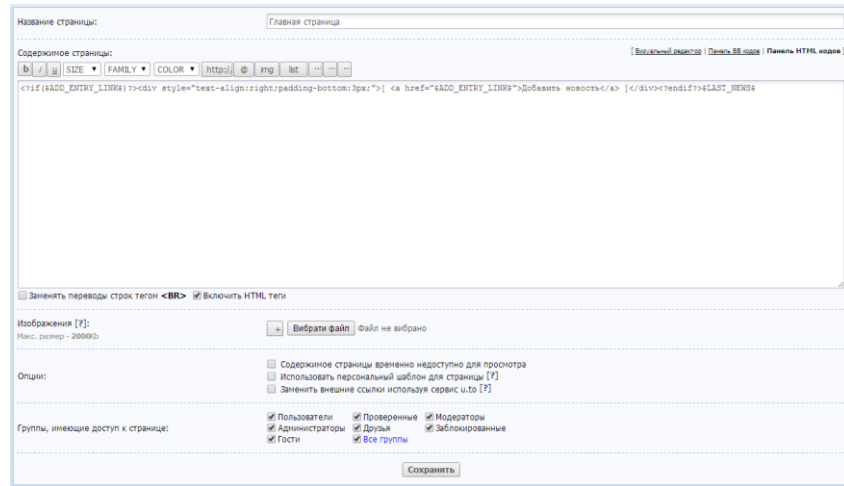 Название страницы: Главная страница
Содержимое страницы: [ Визуальный редактор | Панель BB кодов | Панель HTML кодов ]
b i u SIZE FAMILY COLOR http:// @ img list
<?if($ADD_ENTRY_LINK$)?><div style="text-align:right;padding-bottom:3px;">[ <a href="$ADD_ENTRY_LINK$">Добавить новость</a> ]</div><?endif?>$LAST_NEWS$
Заменять переводы строк тегом <BR> Включить HTML теги
Изображения [?]: + Вибрати файл Файл не вибрано
Макс. размер - 2000Kb
Содержимое страницы временно недоступно для просмотра
Опции: Использовать персональный шаблон для страницы [?]
Заменить внешние ссылки используя сервис u.to [?]
Пользователи Проверенные Модераторы
Группы, имеющие доступ к странице: Администраторы Друзья Заблокированные
Гости Все группы
Сохранить